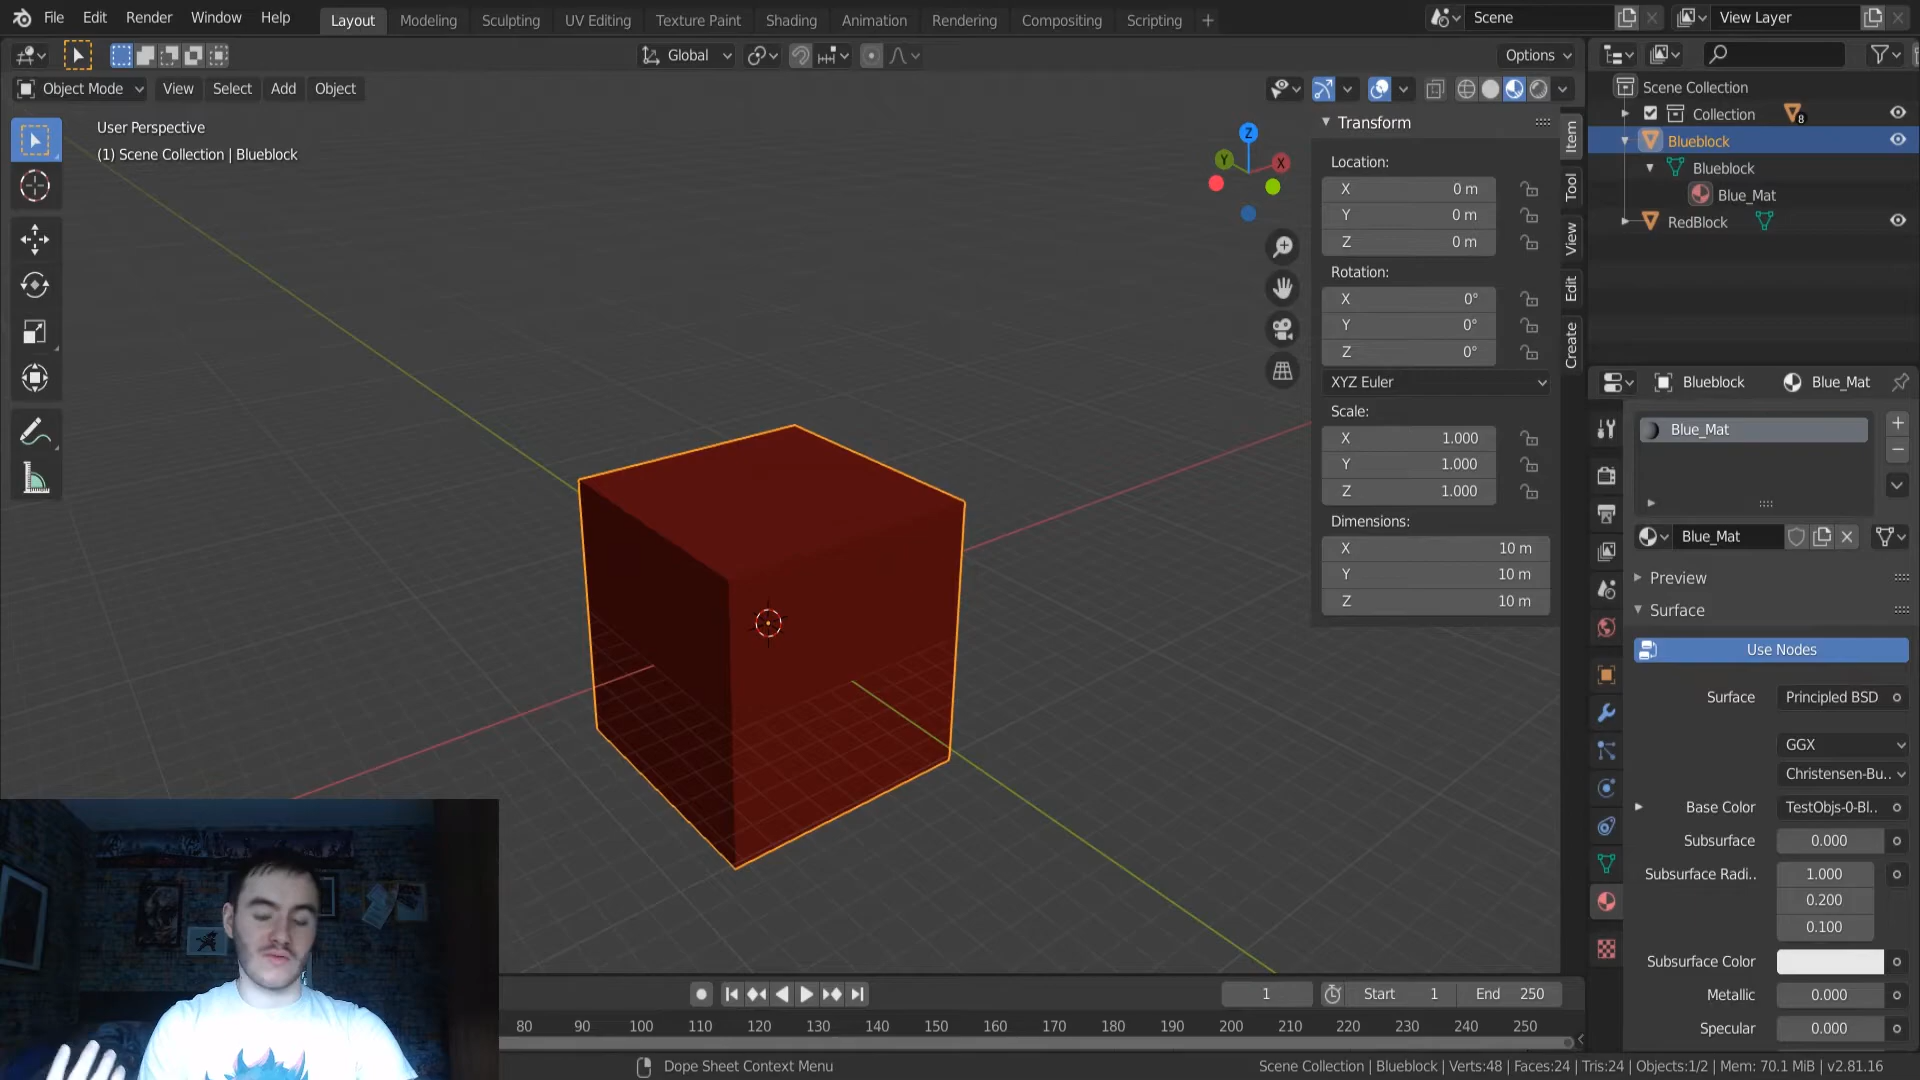 File Edit Render Window Help Layout Modeling Sculpting UV Editing Texture Paint Shading Animation Rendering Compositing Scripting + Scene View Layer
Global Options
Object Mode View Select Add Object
User Perspective
(1) Scene Collection | Blueblock
Z
Y
X
Transform
Location:
X 0 m
Y 0 m
Z 0 m
Rotation:
X 0°
Y 0°
Z 0°
XYZ Euler
Scale:
X 1.000
Y 1.000
Z 1.000
Dimensions:
X 10 m
Y 10 m
Z 10 m
Item
Tool
View
Edit
Create
Scene Collection
Collection 8
Blueblock
Blueblock
Blue_Mat
RedBlock
Blueblock Blue_Mat
Blue_Mat
Blue_Mat
Preview
Surface
Use Nodes
Surface Principled BSD
GGX
Christensen-Bu..
Base Color TestObjs-0-Bl..
Subsurface 0.000
Subsurface Radi.. 1.000
0.200
0.100
Subsurface Color
Metallic 0.000
Specular 0.000
1 Start 1 End 250
80 90 100 110 120 130 140 150 160 170 180 190 200 210 220 230 240 250
Dope Sheet Context Menu
Scene Collection | Blueblock | Verts:48 | Faces:24 | Tris:24 | Objects:1/2 | Mem: 70.1 MiB | v2.81.16